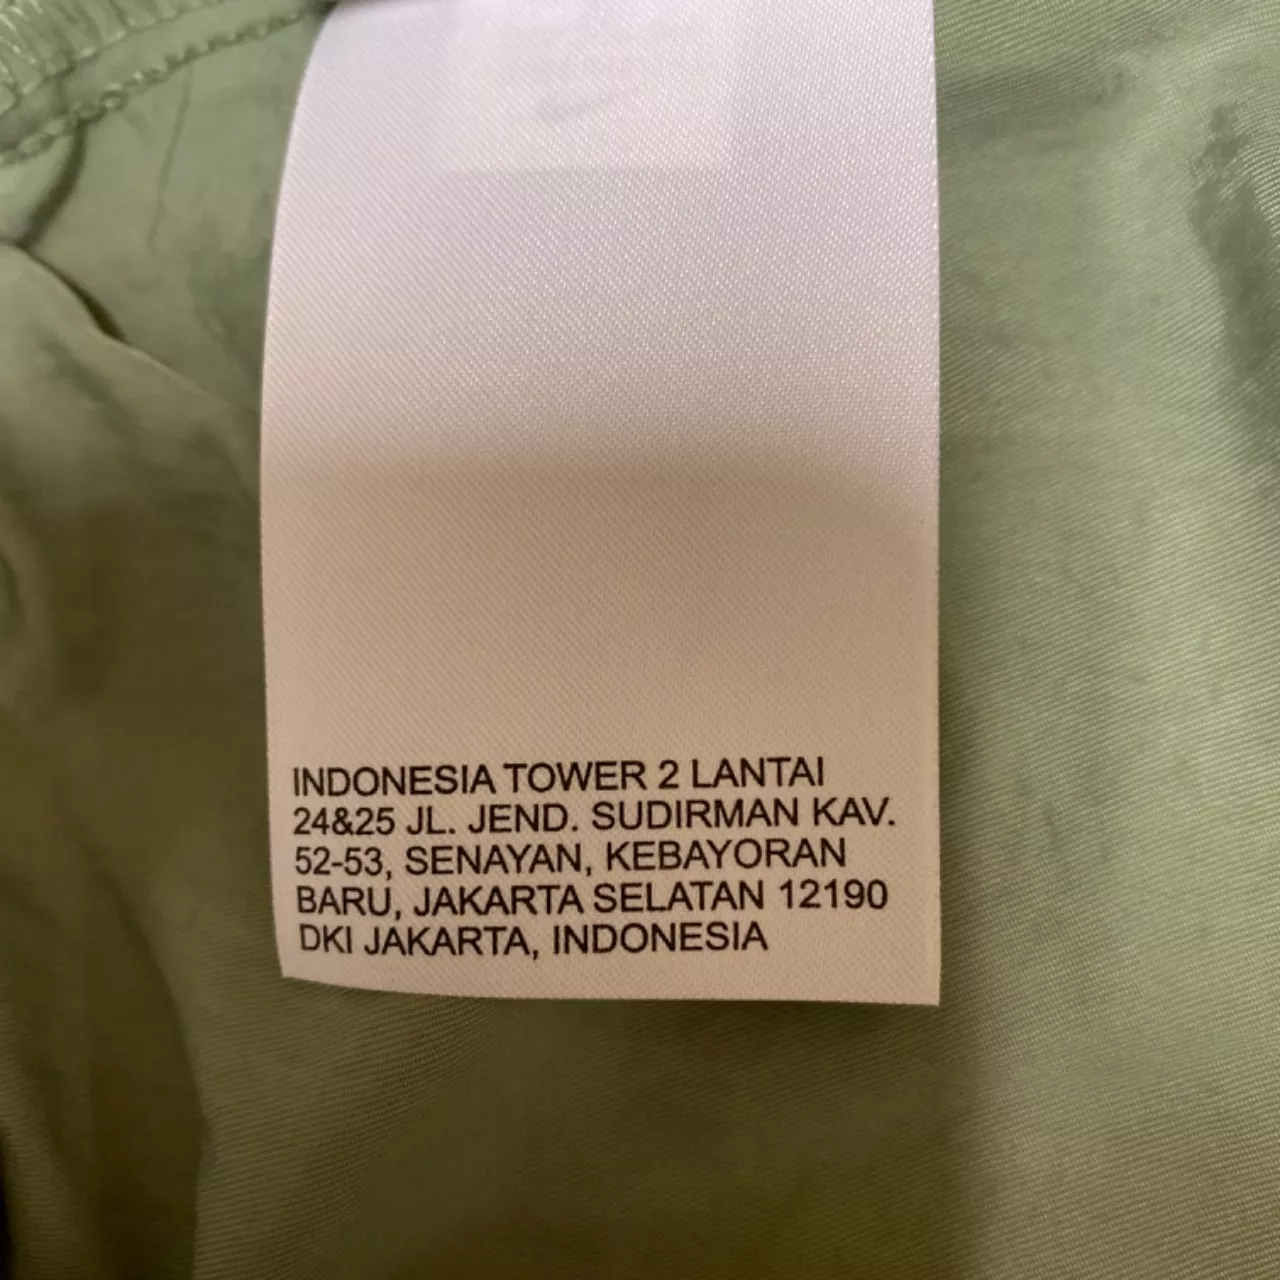 INDONESIA TOWER 2 LANTAI
24&25 JL. JEND. SUDIRMAN KAV.
52-53, SENAYAN, KEBAYORAN
BARU, JAKARTA SELATAN 12190
DKI JAKARTA, INDONESIA